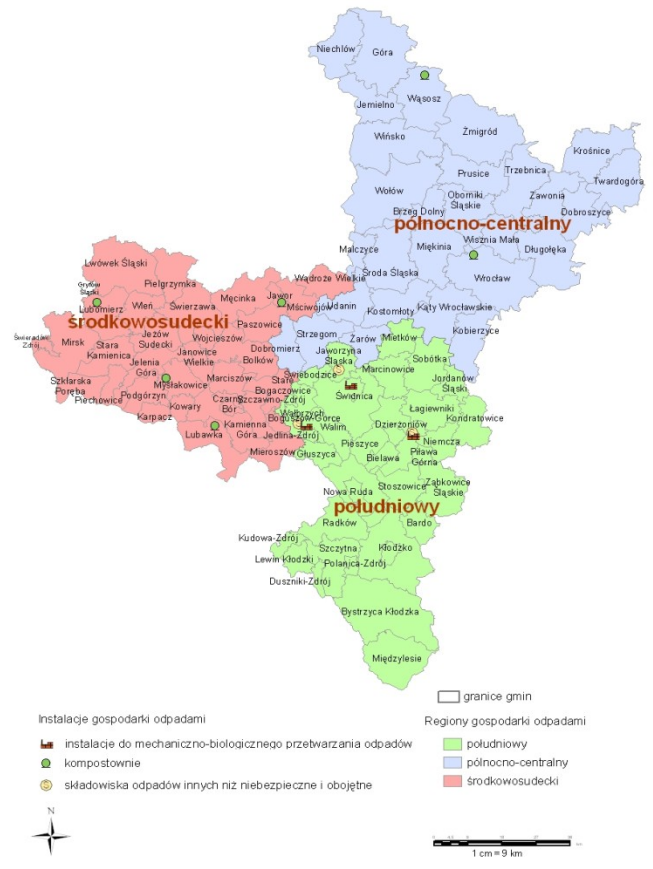 Niechlów
Góra
Wąsosz
Jemielno
Żmigród
Wińsko
Krośnice
Trzebnica
Prusice
Twardogóra
Wołów
Oborniki
Śląskie
Zawonia
Brzeg Dolny
Dobroszyce
północno-centralny
Wisznia Mała
Malczyce
Miękinia
Długołęka
Lwówek Śląski
Pielgrzymka
Wądroże Wielkie
Środa Śląska
Wrocław
Gryfów
Śląski
Męcinka
Jawor
Lubomierz
Wleń
Świerzawa
Mściwojów
Udanin
Kostomłoty
Kąty Wrocławskie
środkowosudecki
Paszowice
Strzegom
Kobierzyce
Świeradów
Zdrój
Mirsk
Stara
Kamienica
Jeżów
Sudecki
Wojcieszów
Janowice
Wielkie
Dobromierz
Bolków
Żarów
Mietków
Jaworzyna
Śląska
Sobótka
Jelenia
Góra
Szklarska
Poręba
Piechowice
Mysłakowice
Podgórzyn
Marciszów
Stare
Bogaczowice
Świebodzice
Marcinowice
Jordanów
Śląski
Świdnica
Kowary
Karpacz
Czarny
Bór
Szczawno-Zdrój
Wałbrzych
Boguszów-Gorce
Łagiewniki
Kondratowice
Lubawka
Kamienna
Góra
Jedlina-Zdrój
Walim
Dzierżoniów
Mieroszów
Głuszyca
Pieszyce
Niemcza
Bielawa
Piława
Górna
Nowa Ruda
Stoszowice
Ząbkowice
Śląskie
południowy
Radków
Bardo
Kudowa-Zdrój
Szczytna
Kłodzko
Lewin Kłodzki
Polanica-Zdrój
Duszniki-Zdrój
Bystrzyca Kłodzka
Międzylesie
granice gmin
Instalacje gospodarki odpadami
instalacje do mechaniczno-biologicznego przetwarzania odpadów
kompostownie
składowiska odpadów innych niż niebezpieczne i obojętne
Regiony gospodarki odpadami
południowy
północno-centralny
środkowosudecki
N
1 cm = 9 km